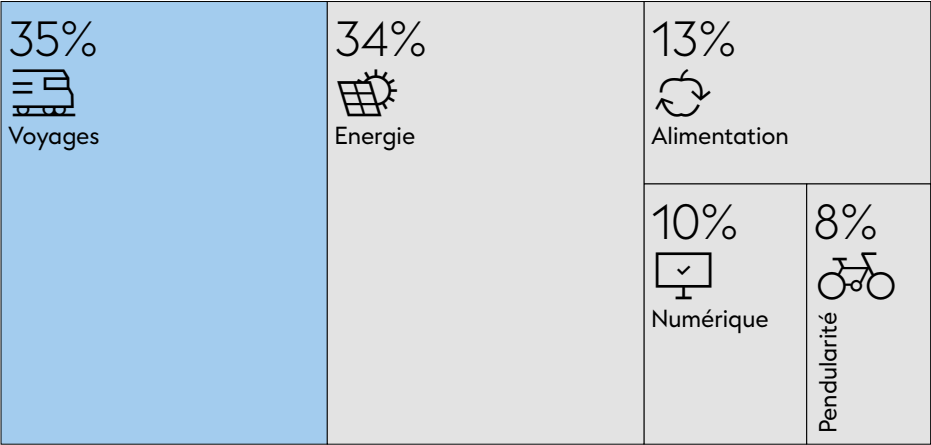 35%
Voyages
34%
Energie
13%
Alimentation
10%
Numérique
8%
Pendularité